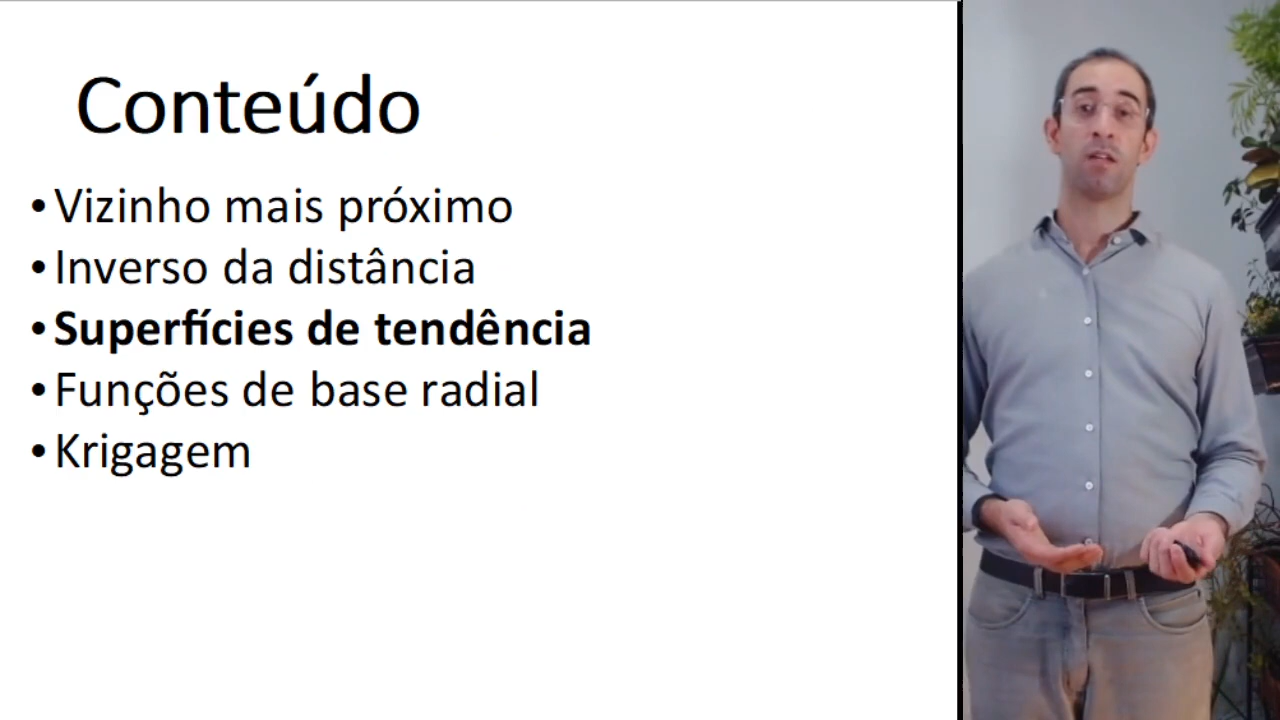 Conteúdo
• Vizinho mais próximo
• Inverso da distância
• Superfícies de tendência
• Funções de base radial
• Krigagem